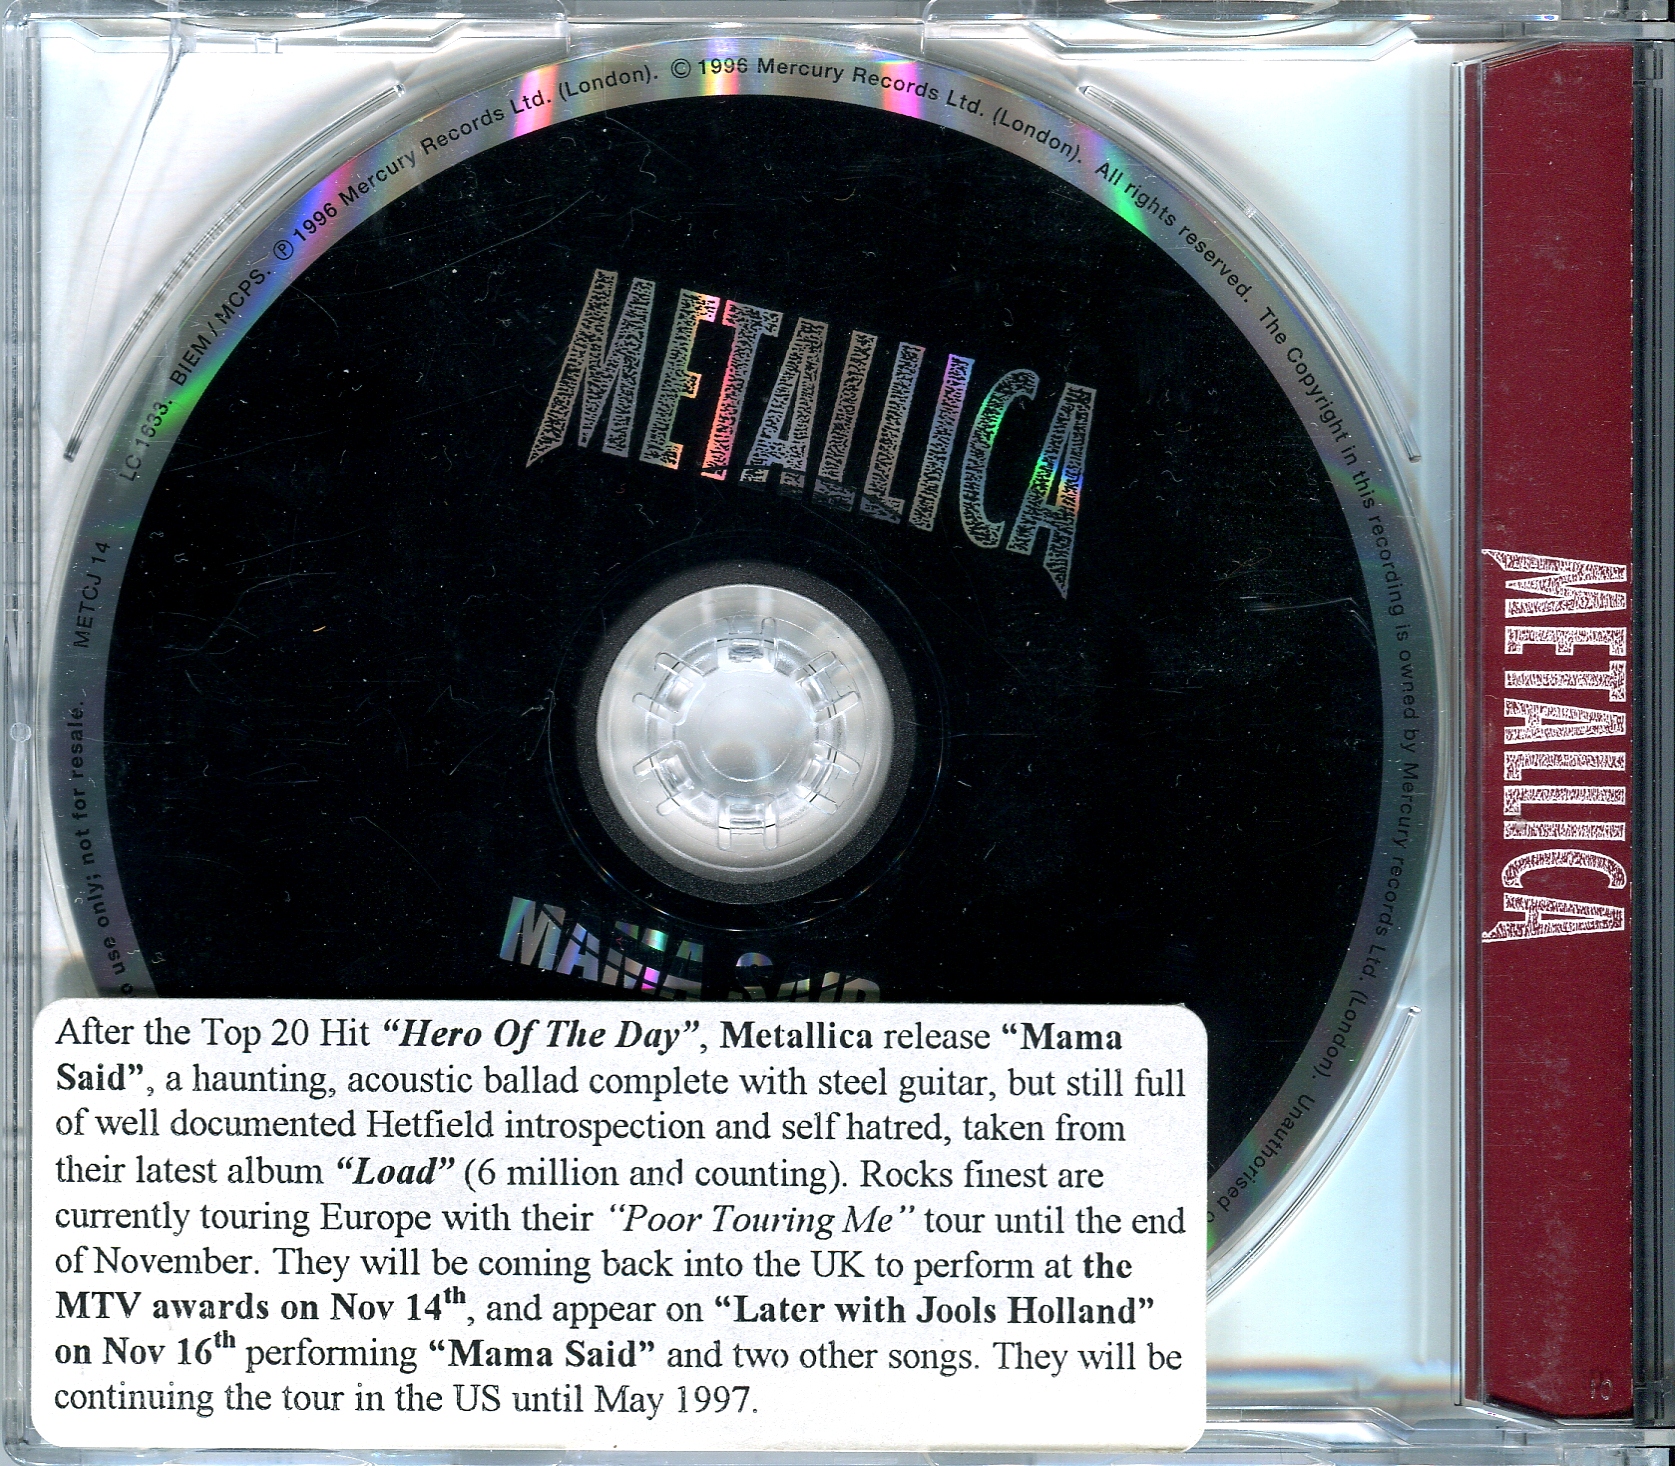 METCJ 14
LC 1633. BIEM / MCPS. ℗ 1996 Mercury Records Ltd. (London). © 1996 Mercury Records Ltd. (London). All rights reserved. The Copyright in this recording is owned by Mercury records Ltd. (London). Unauthorised
use only; not for resale.
METALLICA
MAMA SAID
METALLICA
After the Top 20 Hit “Hero Of The Day”, Metallica release “Mama
Said”, a haunting, acoustic ballad complete with steel guitar, but still full
of well documented Hetfield introspection and self hatred, taken from
their latest album “Load” (6 million and counting). Rocks finest are
currently touring Europe with their “Poor Touring Me” tour until the end
of November. They will be coming back into the UK to perform at the
MTV awards on Nov 14th, and appear on “Later with Jools Holland”
on Nov 16th performing “Mama Said” and two other songs. They will be
continuing the tour in the US until May 1997.